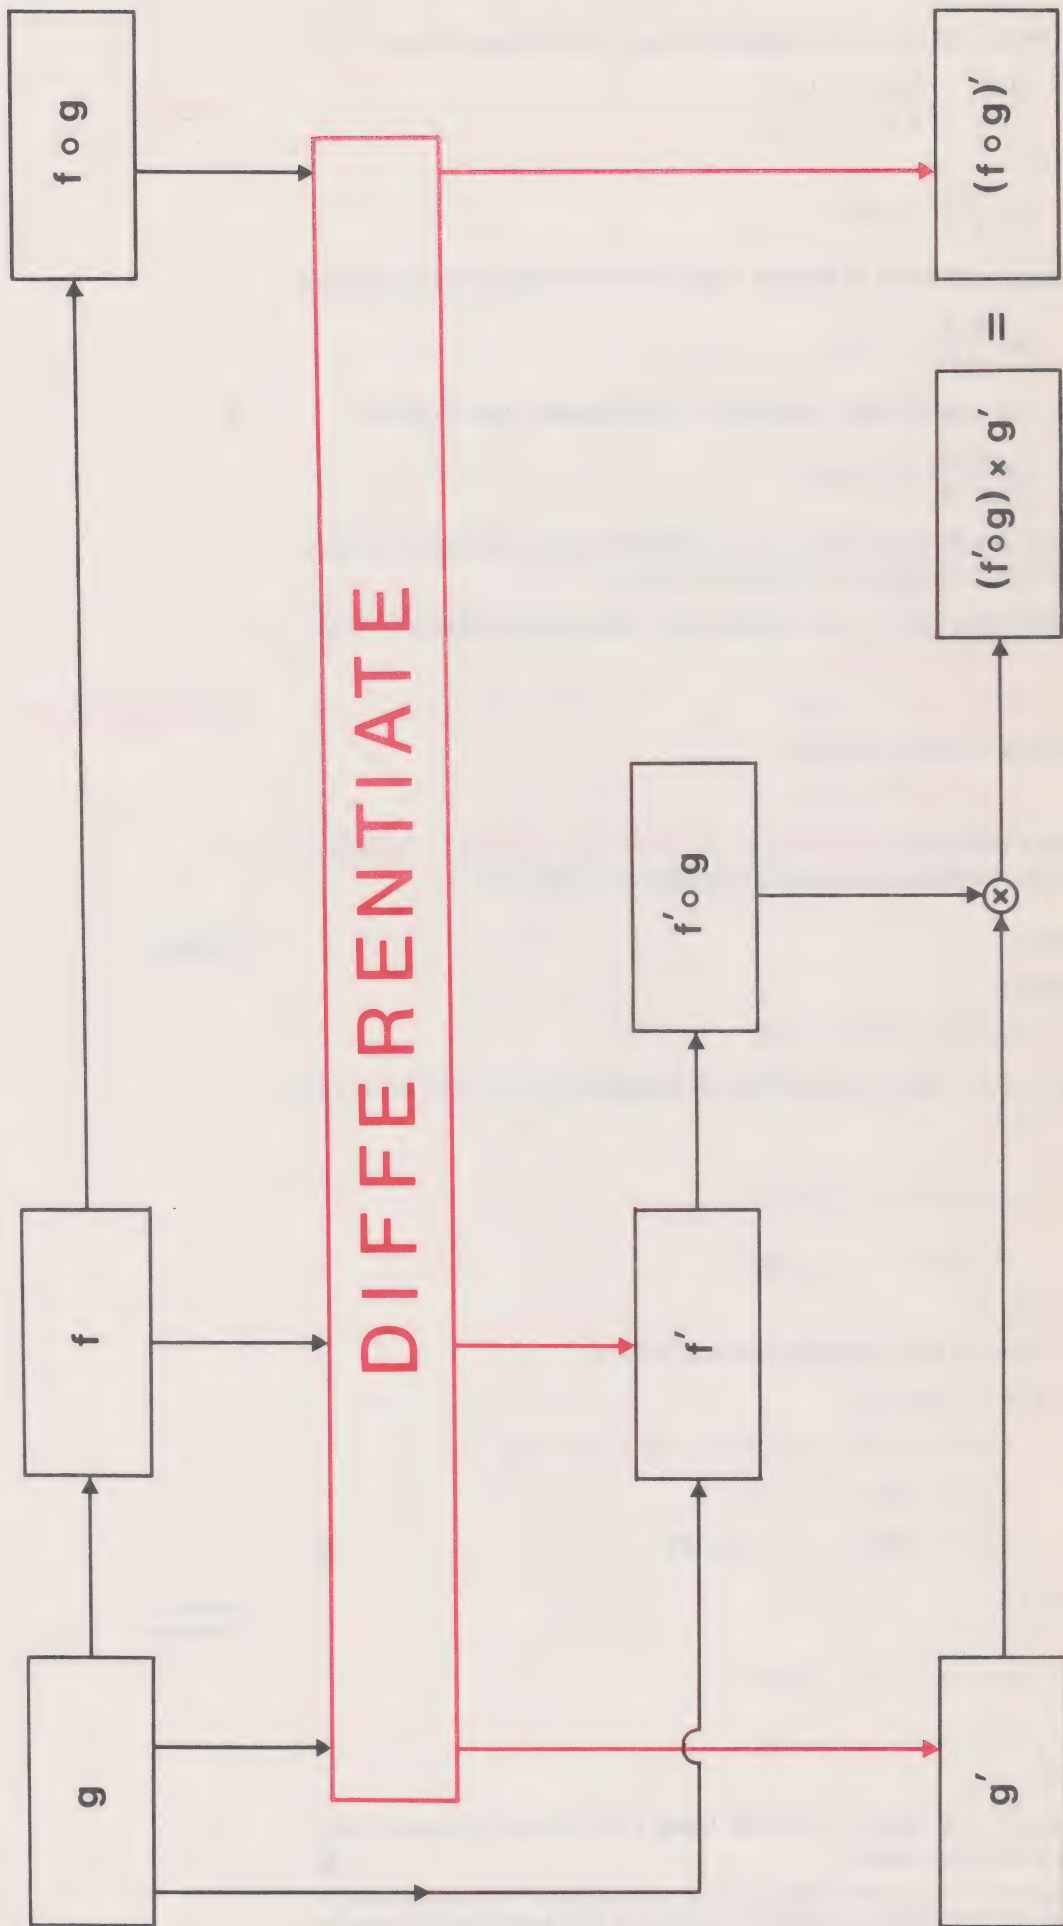 g
f
f ∘ g
DIFFERENTIATE
f′
f′ ∘ g
g′
×
(f′∘g) × g′
=
(f ∘ g)′